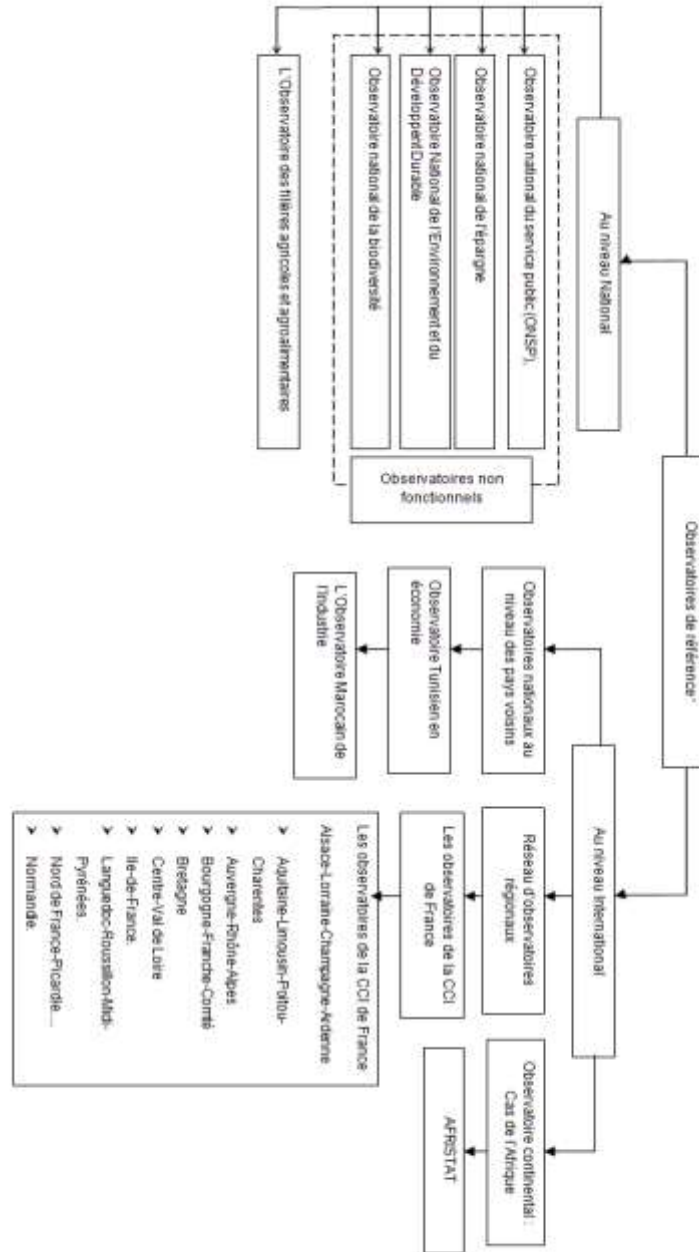 Observatoires de référence"
Au niveau National
Observatoire national du service public (ONSP),
Observatoire national de l'épargne
Observatoire National de l'Environnement et du
Développent Durable
Observatoire national de la biodiversité
Observatoires non
fonctionnels
L'Observatoire des filières agricoles et agroalimentaires
Au niveau International
Observatoires nationaux au
niveau des pays voisins
Observatoire Tunisien en
économie
L'Observatoire Marocain de
l'industrie
Réseau d'observatoires
régionaux
Les observatoires de la CCI
de France
Les observatoires de la CCI de France
Alsace-Lorraine-Champagne-Ardenne
➤ Aquitaine-Limousin-Poitou-
Charentes
➤ Auvergne-Rhône-Alpes
➤ Bourgogne-Franche-Comté
➤ Bretagne
➤ Centre-Val de Loire
➤ Ile-de-France.
➤ Languedoc-Roussillon-Midi-
Pyrénées.
➤ Nord de France-Picardie....
➤ Normandie.
Observatoire continental :
Cas de l'Afrique
AFRISTAT